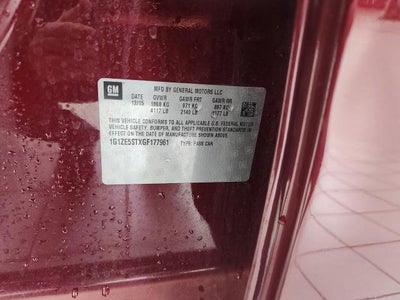 GM
MFD BY GENERAL MOTORS LLC
DATE GVWR GAWR FRT GAWR RR
12/15 1868 KG 971 KG 897 KG
4117 LB 2140 LB 1977 LB
THIS VEHICLE CONFORMS TO ALL APPLICABLE U.S. FEDERAL MOTOR
VEHICLE SAFETY, BUMPER, AND THEFT PREVENTION STANDARDS IN
EFFECT ON THE DATE OF MANUFACTURE SHOWN ABOVE.
TYPE: PASS CAR